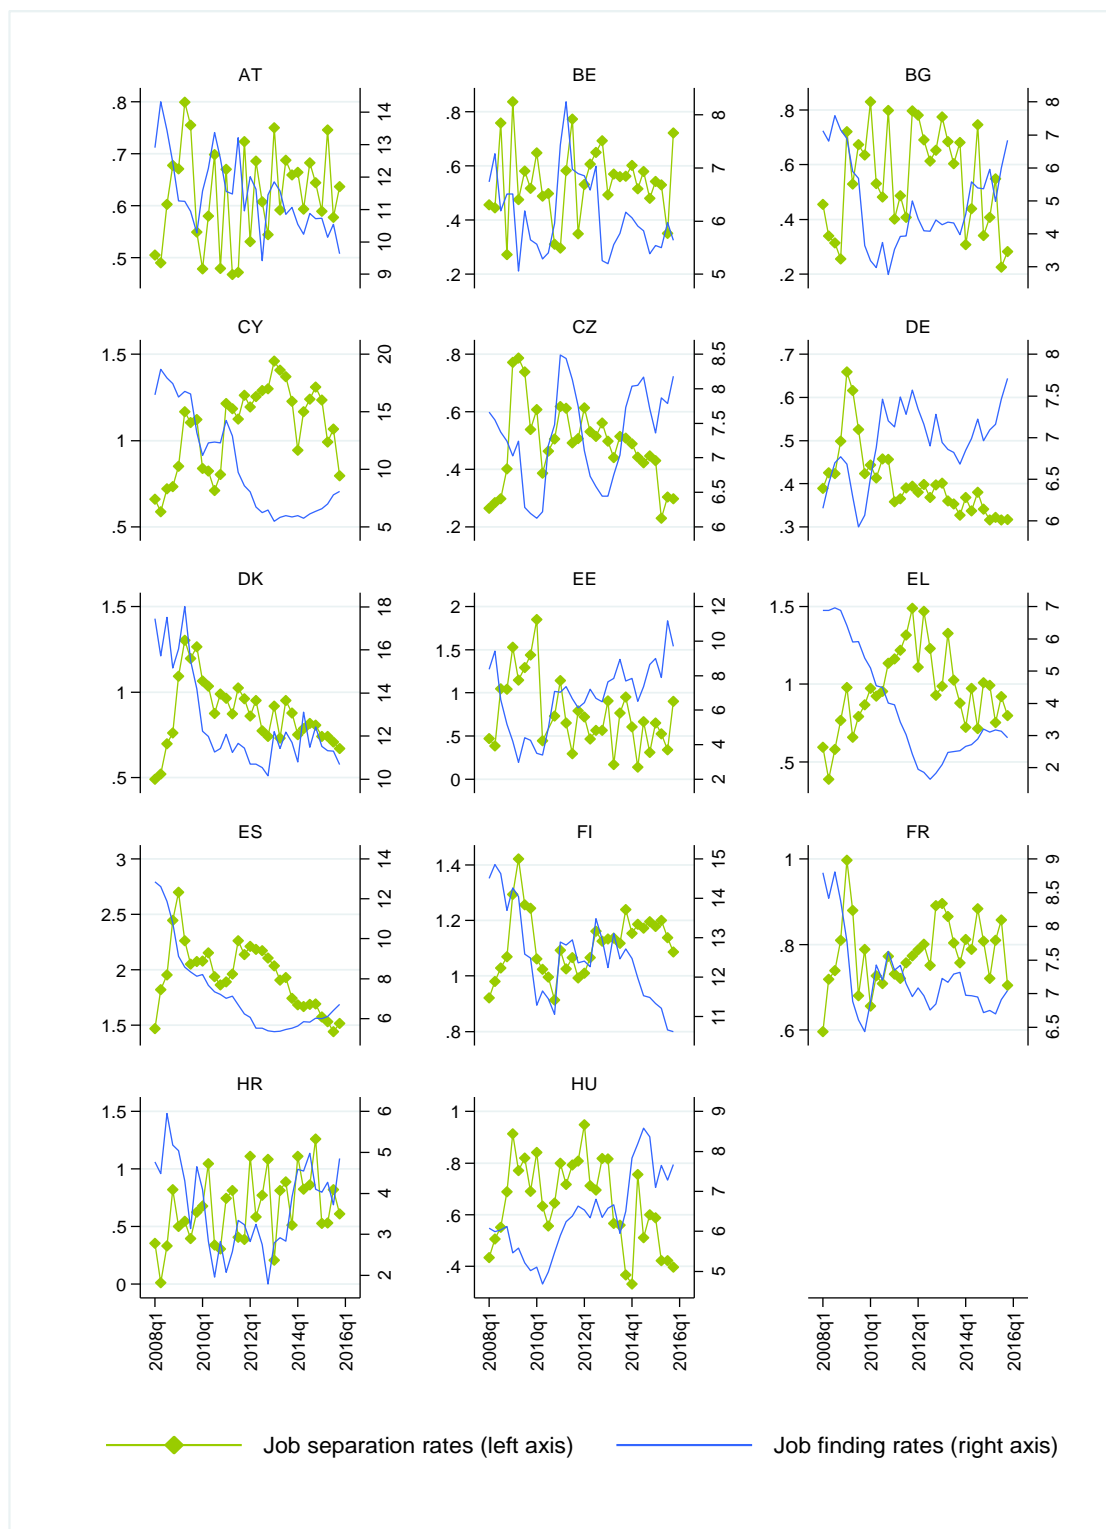 AT BE BG
.8 .7 .6 .5 14 13 12 11 10 9 .8 .6 .4 .2 8 7 6 5 .8 .6 .4 .2 8 7 6 5 4 3
CY CZ DE
1.5 1 .5 20 15 10 5 .8 .6 .4 .2 8.5 8 7.5 7 6.5 6 .7 .6 .5 .4 .3 8 7.5 7 6.5 6
DK EE EL
1.5 1 .5 18 16 14 12 10 2 1.5 1 .5 0 12 10 8 6 4 2 1.5 1 .5 7 6 5 4 3 2
ES FI FR
3 2.5 2 1.5 14 12 10 8 6 1.4 1.2 1 .8 15 14 13 12 11 1 .8 .6 9 8.5 8 7.5 7 6.5
HR HU
1.5 1 .5 0 6 5 4 3 2 1 .8 .6 .4 9 8 7 6 5
2008q1 2010q1 2012q1 2014q1 2016q1 2008q1 2010q1 2012q1 2014q1 2016q1 2008q1 2010q1 2012q1 2014q1 2016q1
Job separation rates (left axis) Job finding rates (right axis)